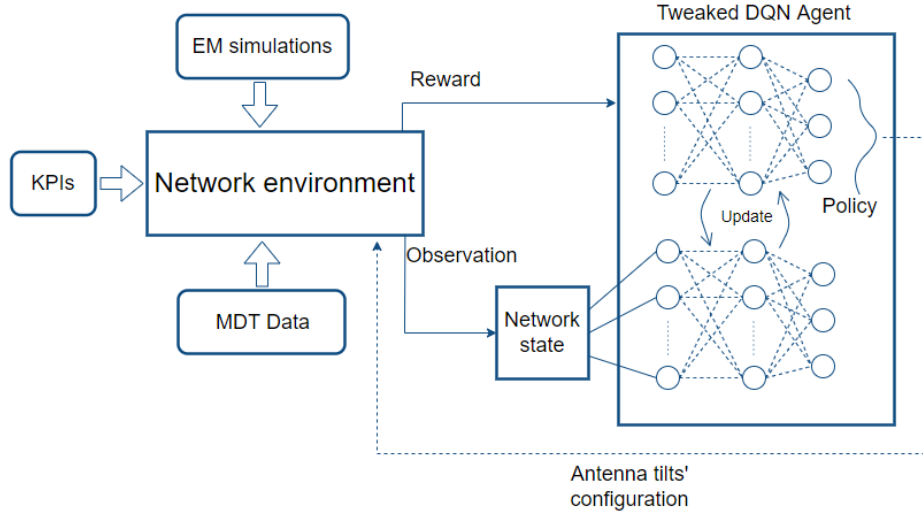 Tweaked DQN Agent
EM simulations
Reward
KPIs
Network environment
Policy
Update
Observation
MDT Data
Network
state
Antenna tilts'
configuration